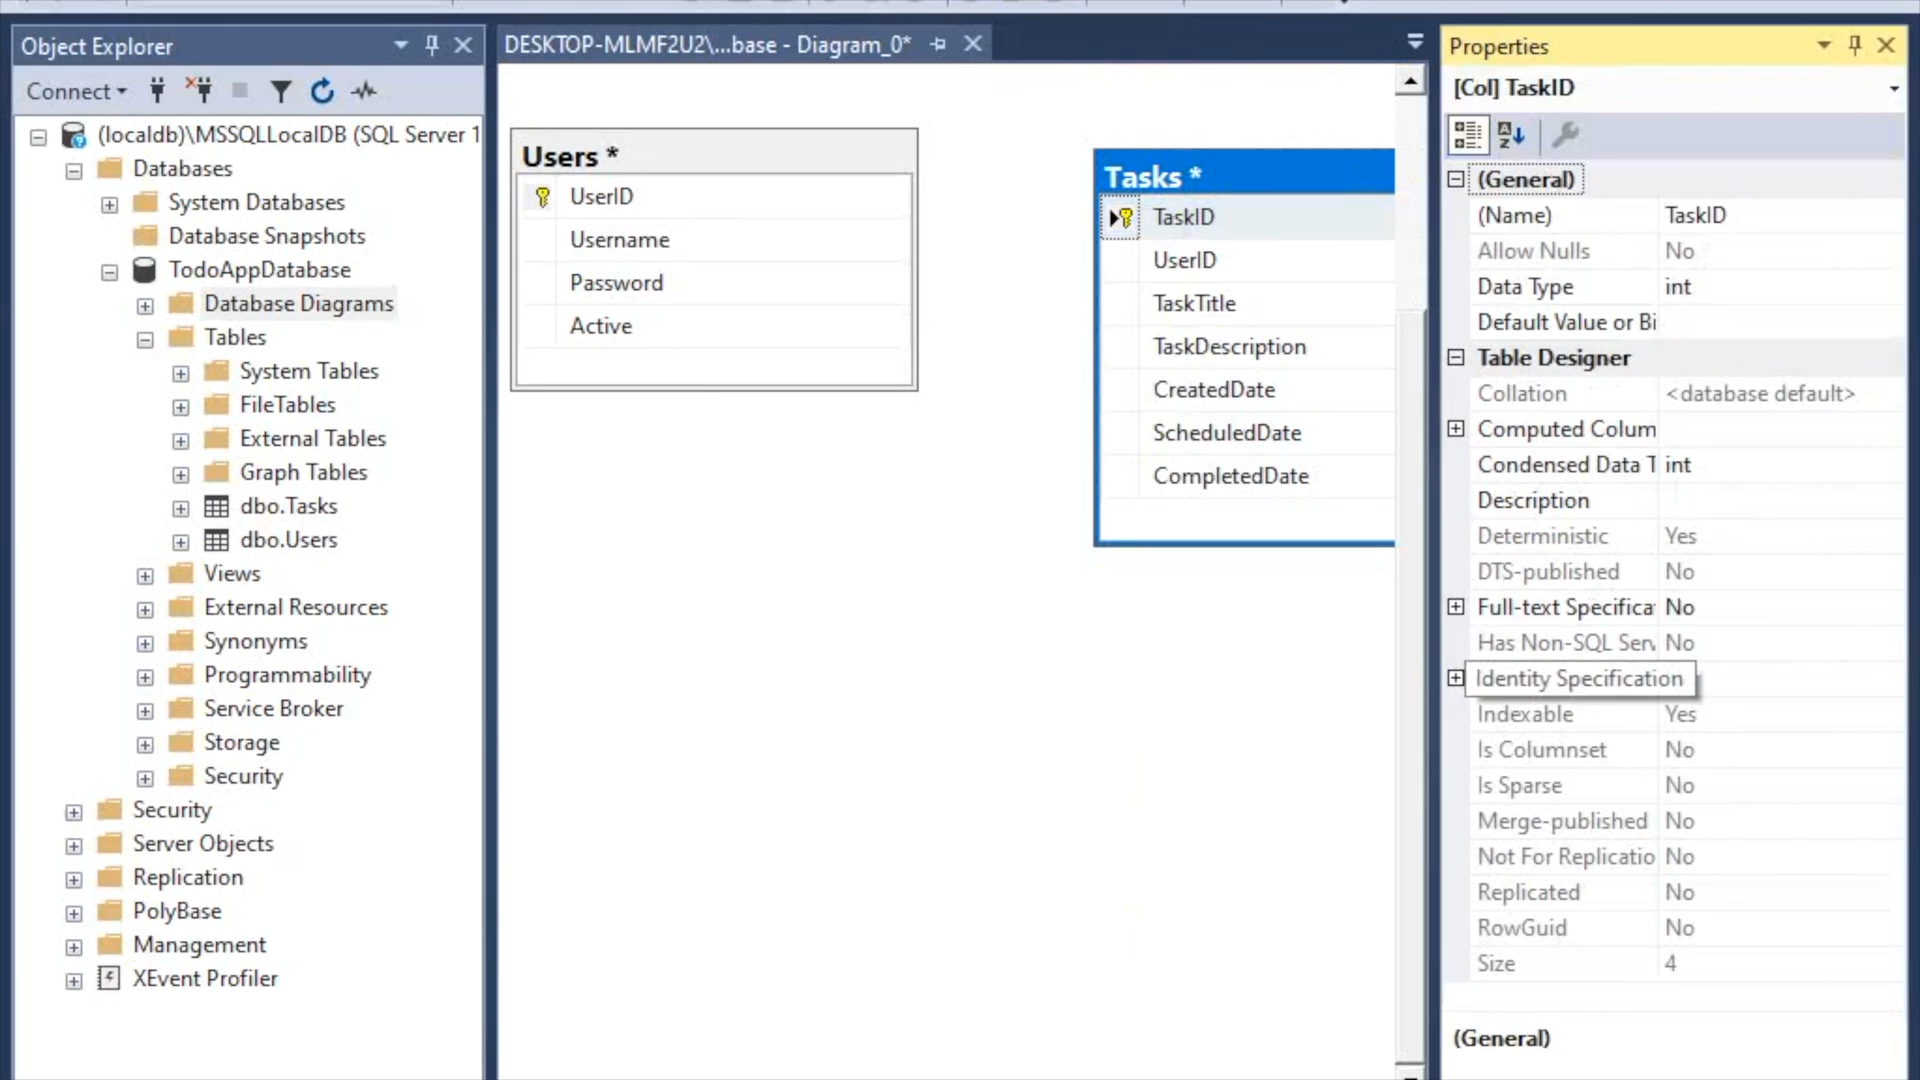 Object Explorer
Connect
(localdb)\MSSQLLocalDB (SQL Server 1
Databases
System Databases
Database Snapshots
TodoAppDatabase
Database Diagrams
Tables
System Tables
FileTables
External Tables
Graph Tables
dbo.Tasks
dbo.Users
Views
External Resources
Synonyms
Programmability
Service Broker
Storage
Security
Security
Server Objects
Replication
PolyBase
Management
XEvent Profiler
DESKTOP-MLMF2U2\...base - Diagram_0*
Users *
UserID
Username
Password
Active
Tasks *
TaskID
UserID
TaskTitle
TaskDescription
CreatedDate
ScheduledDate
CompletedDate
Properties
[Col] TaskID
(General)
(Name) TaskID
Allow Nulls No
Data Type int
Default Value or Bi
Table Designer
Collation <database default>
Computed Colum
Condensed Data T int
Description
Deterministic Yes
DTS-published No
Full-text Specifica No
Has Non-SQL Serv No
Identity Specification
Indexable Yes
Is Columnset No
Is Sparse No
Merge-published No
Not For Replicatio No
Replicated No
RowGuid No
Size 4
(General)